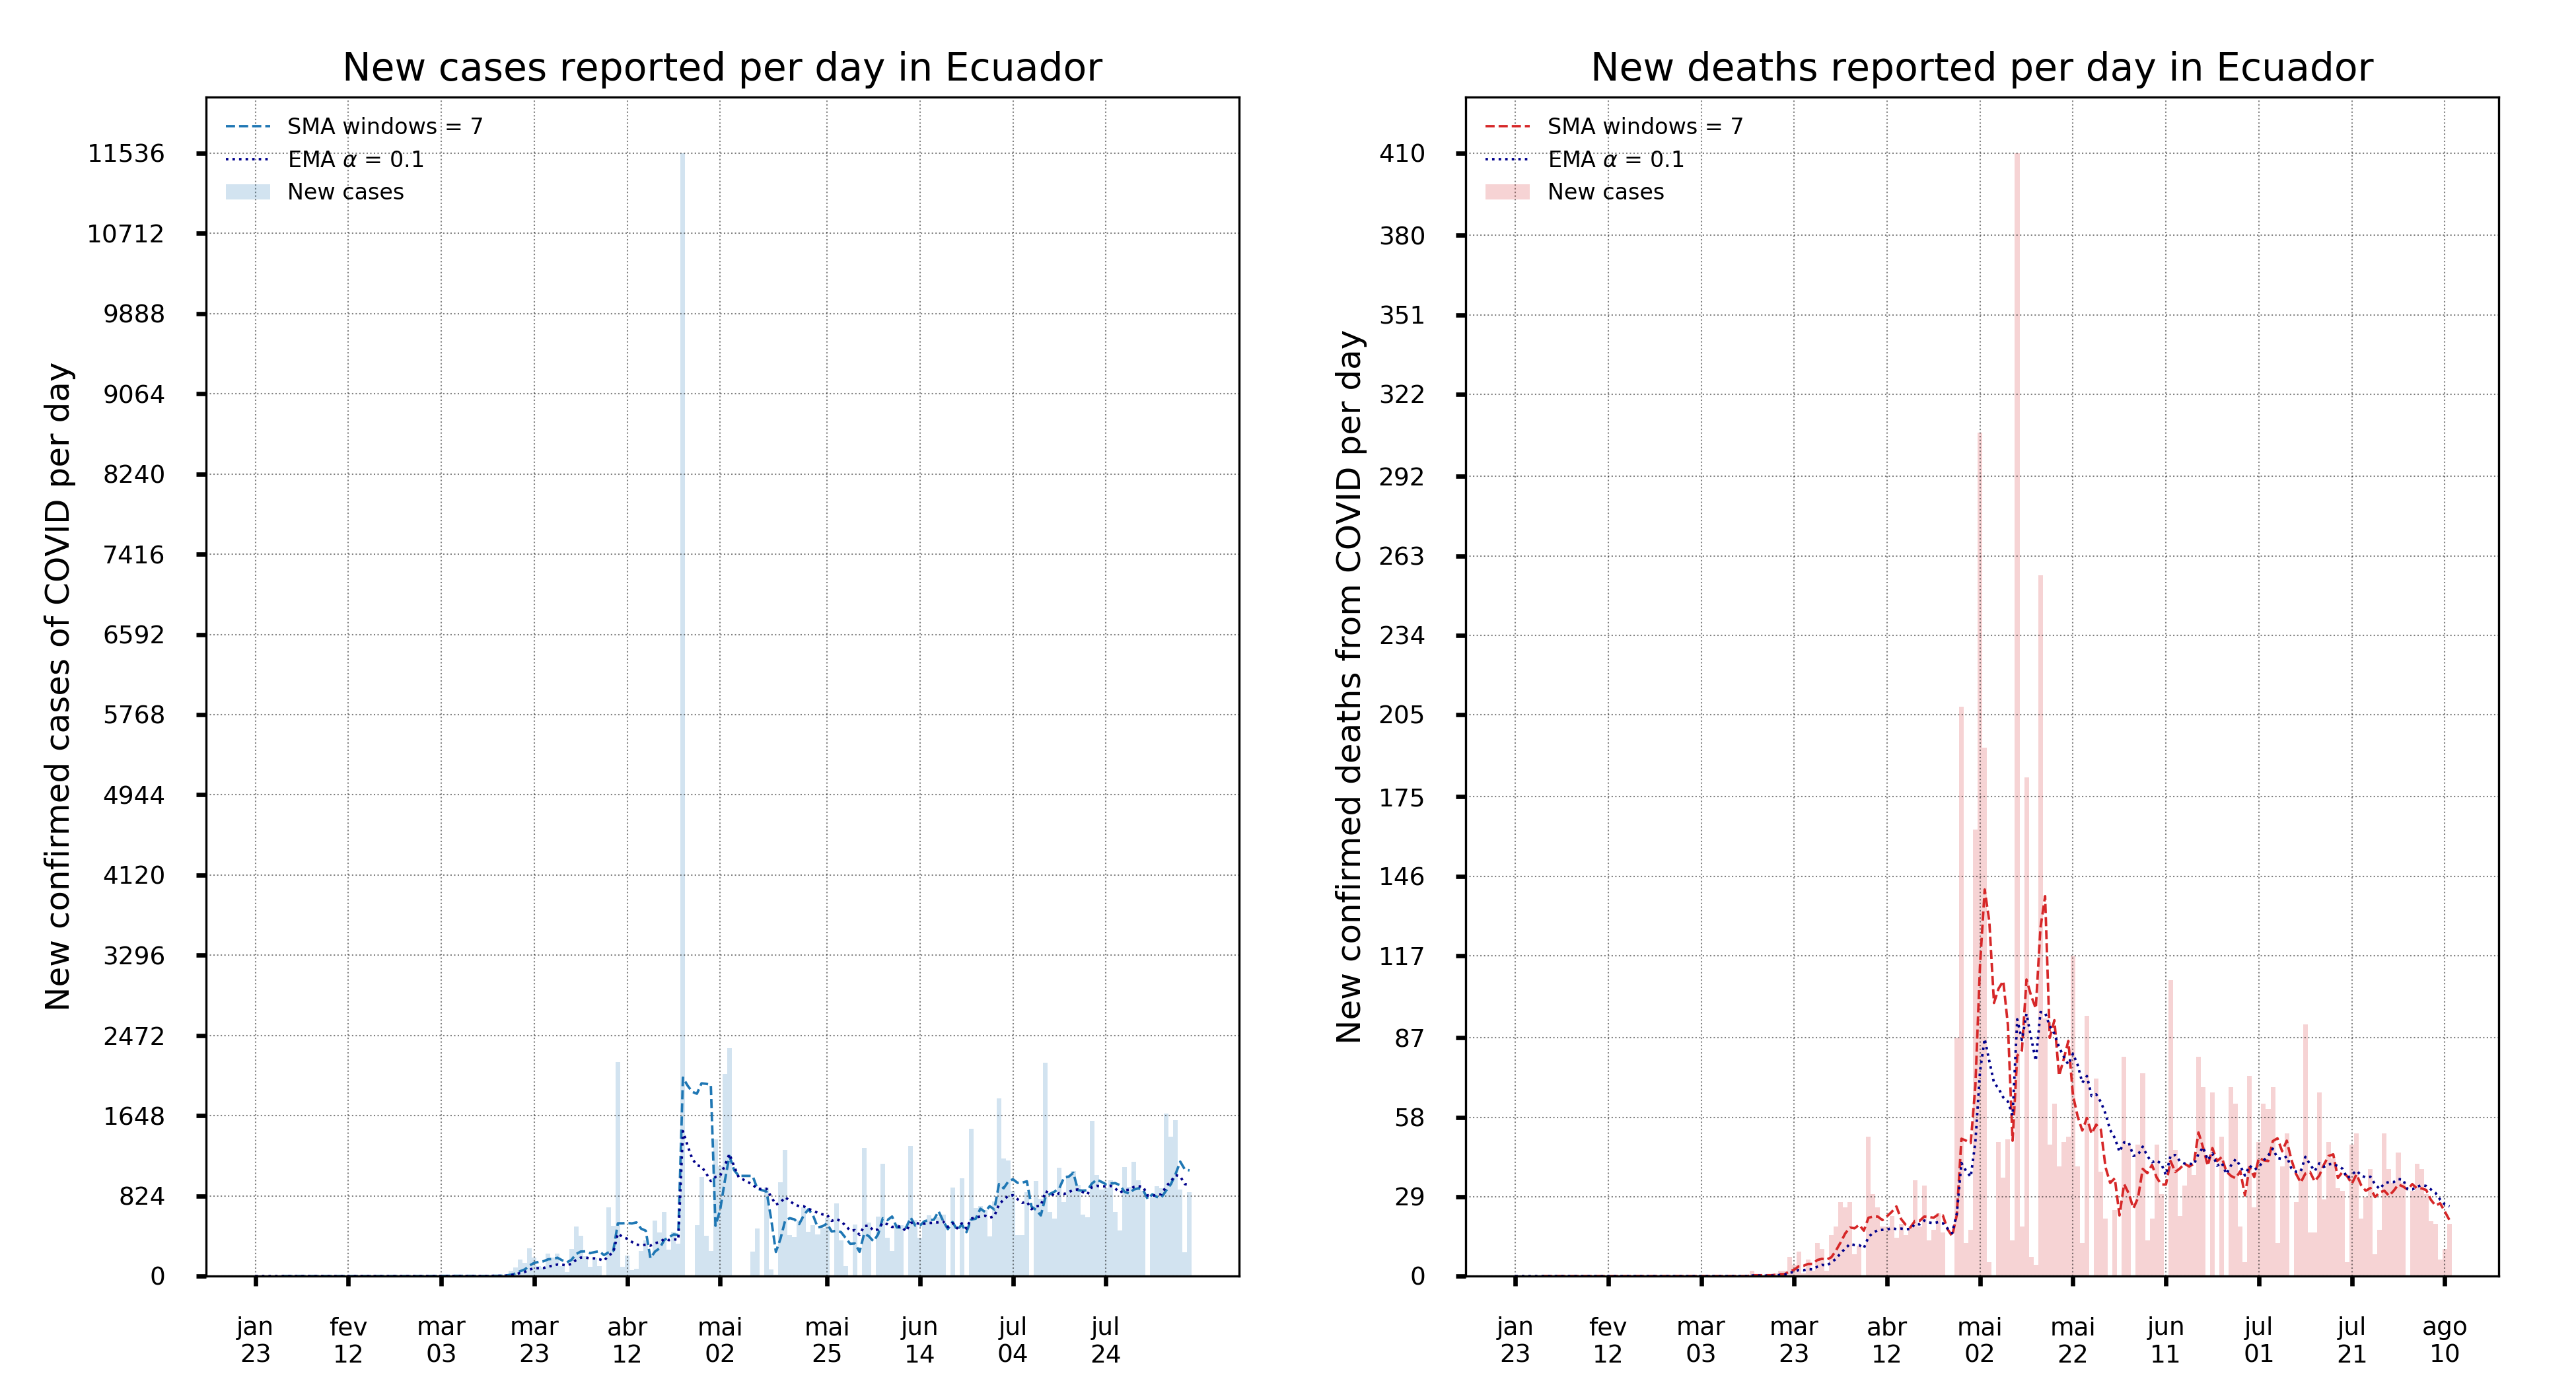 New cases reported per day in Ecuador
SMA windows = 7
EMA α = 0.1
New cases
New confirmed cases of COVID per day
11536
10712
9888
9064
8240
7416
6592
5768
4944
4120
3296
2472
1648
824
0
jan 23
fev 12
mar 03
mar 23
abr 12
mai 02
mai 25
jun 14
jul 04
jul 24
New deaths reported per day in Ecuador
SMA windows = 7
EMA α = 0.1
New cases
New confirmed deaths from COVID per day
410
380
351
322
292
263
234
205
175
146
117
87
58
29
0
jan 23
fev 12
mar 03
mar 23
abr 12
mai 02
mai 22
jun 11
jul 01
jul 21
ago 10